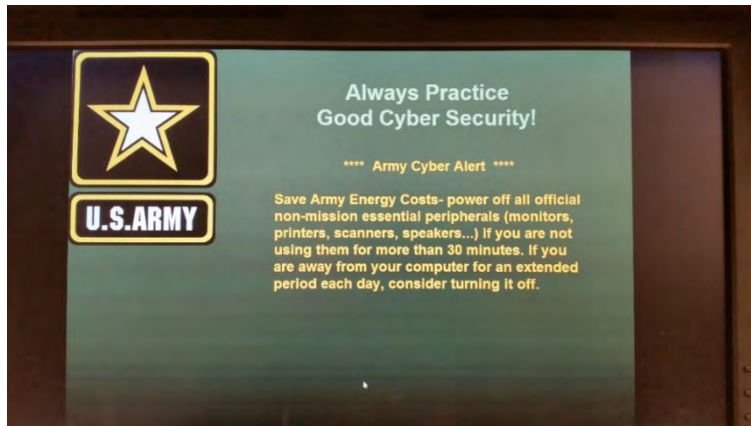 Always Practice
Good Cyber Security!
**** Army Cyber Alert ****
U.S.ARMY
Save Army Energy Costs- power off all official
non-mission essential peripherals (monitors,
printers, scanners, speakers...) If you are not
using them for more than 30 minutes. If you
are away from your computer for an extended
period each day, consider turning it off.